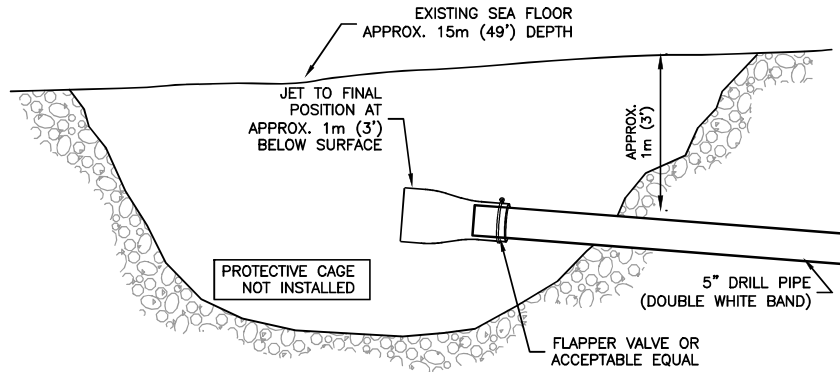 EXISTING SEA FLOOR
APPROX. 15m (49') DEPTH
JET TO FINAL
POSITION AT
APPROX. 1m (3')
BELOW SURFACE
APPROX.
1m (3')
PROTECTIVE CAGE
NOT INSTALLED
5" DRILL PIPE
(DOUBLE WHITE BAND)
FLAPPER VALVE OR
ACCEPTABLE EQUAL